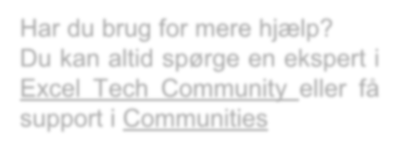 Har du brug for mere hjælp?
Du kan altid spørge en ekspert i
Excel Tech Community eller få
support i Communities